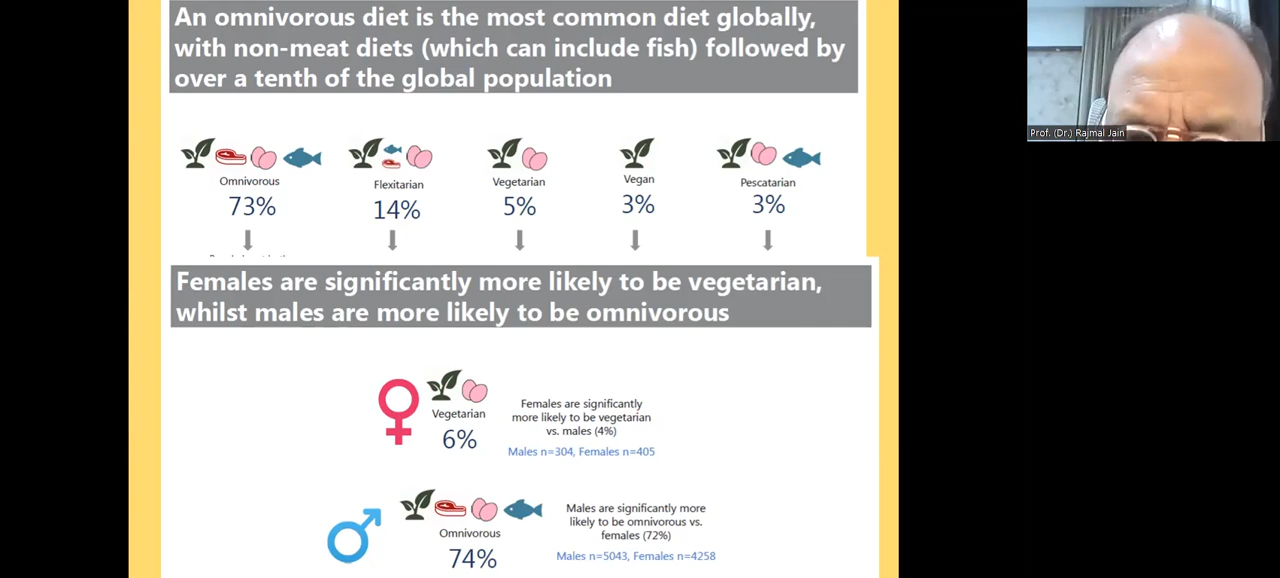 An omnivorous diet is the most common diet globally,
with non-meat diets (which can include fish) followed by
over a tenth of the global population
Omnivorous
73%
Flexitarian
14%
Vegetarian
5%
Vegan
3%
Pescatarian
3%
Females are significantly more likely to be vegetarian,
whilst males are more likely to be omnivorous
Vegetarian
6%
Females are significantly
more likely to be vegetarian
vs. males (4%)
Males n=304, Females n=405
Omnivorous
74%
Males are significantly more
likely to be omnivorous vs.
females (72%)
Males n=5043, Females n=4258
Prof. (Dr.) Rajmal Jain